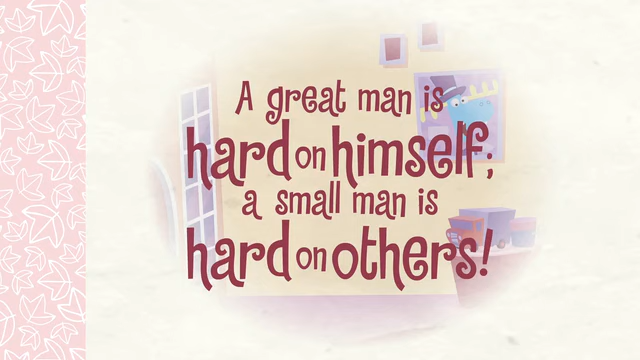 A great man is
hard on himself;
a small man is
hard on others!